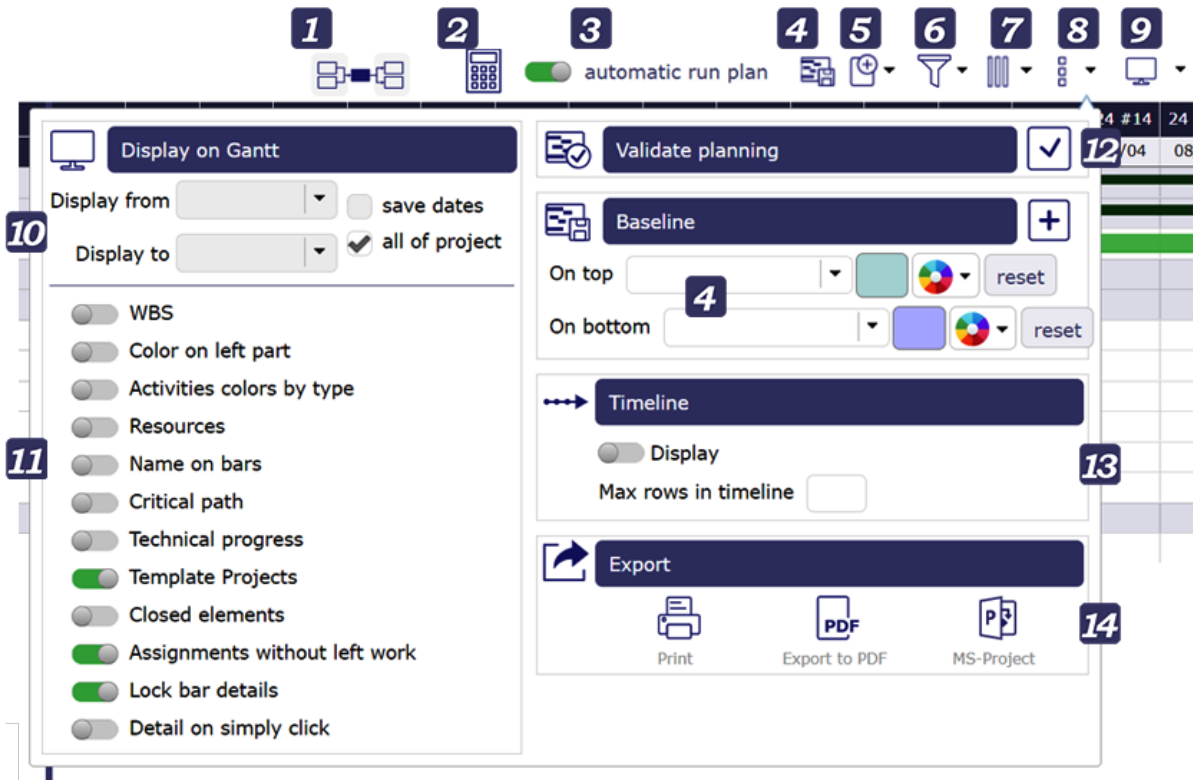 1
2
3
4
5
6
7
8
9
automatic run plan
24 #14
24
/04
08
12
Display on Gantt
Display from
save dates
10
Display to
all of project
WBS
Color on left part
Activities colors by type
Resources
11
Name on bars
Critical path
Technical progress
Template Projects
Closed elements
Assignments without left work
Lock bar details
Detail on simply click
Validate planning
Baseline
On top
4
reset
On bottom
reset
Timeline
Display
13
Max rows in timeline
Export
PDF
P
14
Print
Export to PDF
MS-Project